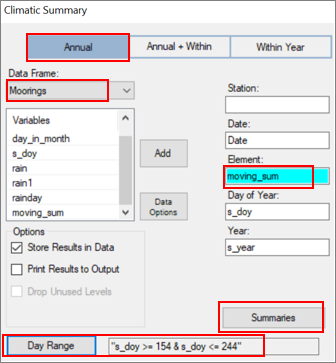 Climatic Summary
Annual
Annual + Within
Within Year
Data Frame:
Moorings
Variables
day_in_month
s_doy
rain
rain1
rainday
moving_sum
Add
Data
Options
Station:
Date:
Date
Element:
moving_sum
Day of Year:
s_doy
Year:
s_year
Options
Store Results in Data
Print Results to Output
Drop Unused Levels
Summaries
Day Range
"s_doy >= 154 & s_doy <= 244"